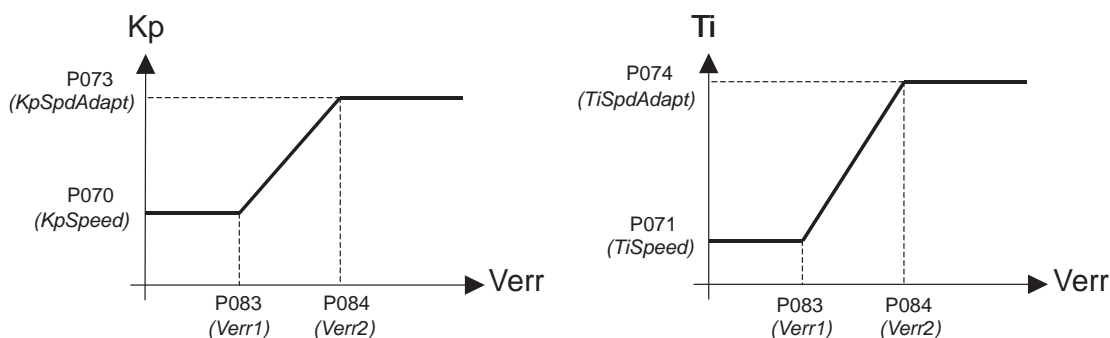 Kp
P073
(KpSpdAdapt)
P070
(KpSpeed)
Verr
P083
(Verr1)
P084
(Verr2)
Ti
P074
(TiSpdAdapt)
P071
(TiSpeed)
Verr
P083
(Verr1)
P084
(Verr2)